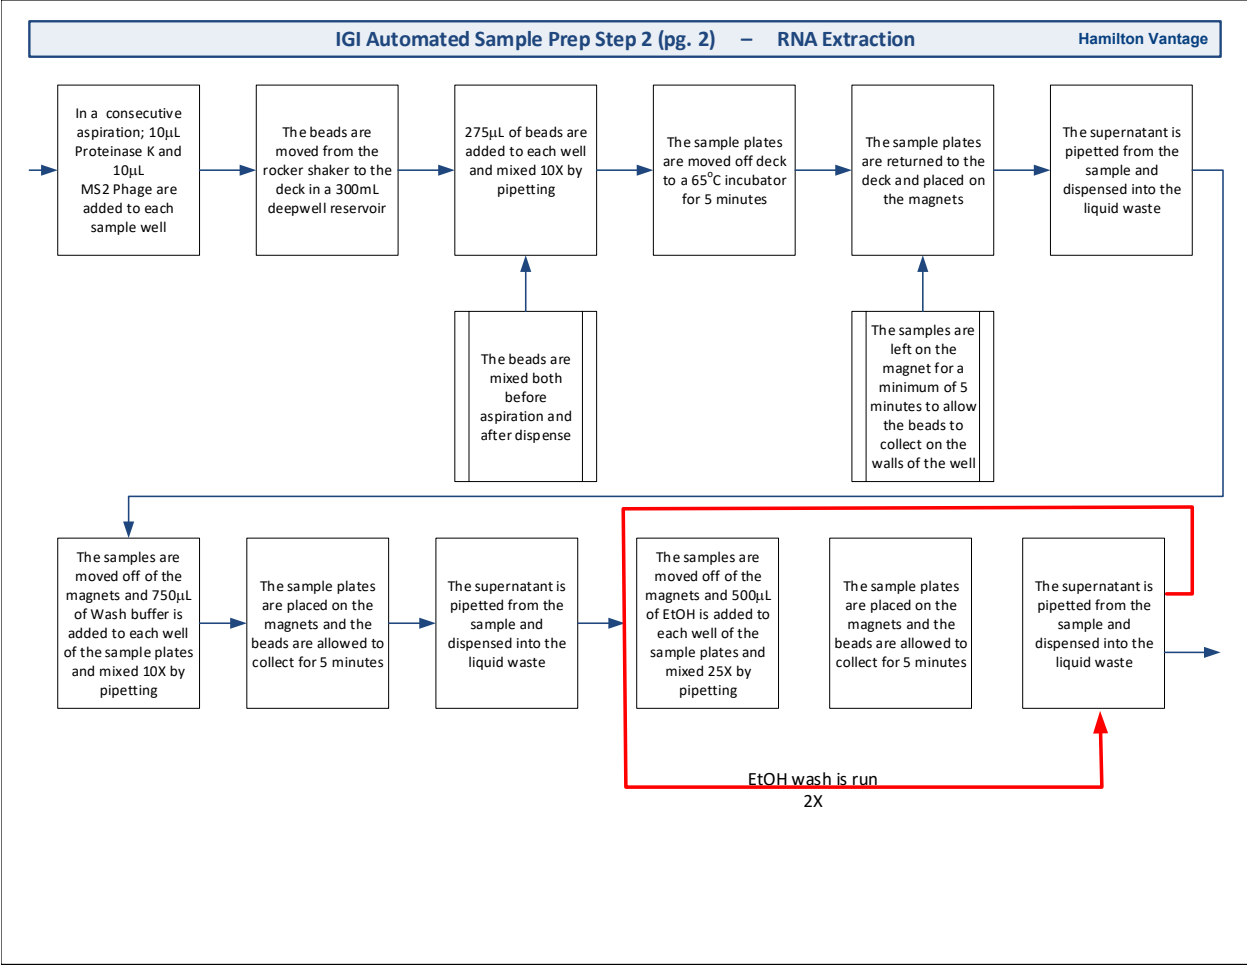 IGI Automated Sample Prep Step 2 (pg. 2) – RNA Extraction
Hamilton Vantage
In a consecutive
aspiration; 10µL
Proteinase K and
10µL
MS2 Phage are
added to each
sample well
The beads are
moved from the
rocker shaker to the
deck in a 300mL
deepwell reservoir
275µL of beads are
added to each well
and mixed 10X by
pipetting
The sample plates
are moved off deck
to a 65°C incubator
for 5 minutes
The sample plates
are returned to the
deck and placed on
the magnets
The supernatant is
pipetted from the
sample and
dispensed into the
liquid waste
The beads are
mixed both
before
aspiration and
after dispense
The samples are
left on the
magnet for a
minimum of 5
minutes to allow
the beads to
collect on the
walls of the well
The samples are
moved off of the
magnets and 750µL
of Wash buffer is
added to each well
of the sample plates
and mixed 10X by
pipetting
The sample plates
are placed on the
magnets and the
beads are allowed to
collect for 5 minutes
The supernatant is
pipetted from the
sample and
dispensed into the
liquid waste
The samples are
moved off of the
magnets and 500µL
of EtOH is added to
each well of the
sample plates and
mixed 25X by
pipetting
The sample plates
are placed on the
magnets and the
beads are allowed to
collect for 5 minutes
The supernatant is
pipetted from the
sample and
dispensed into the
liquid waste
EtOH wash is run
2X